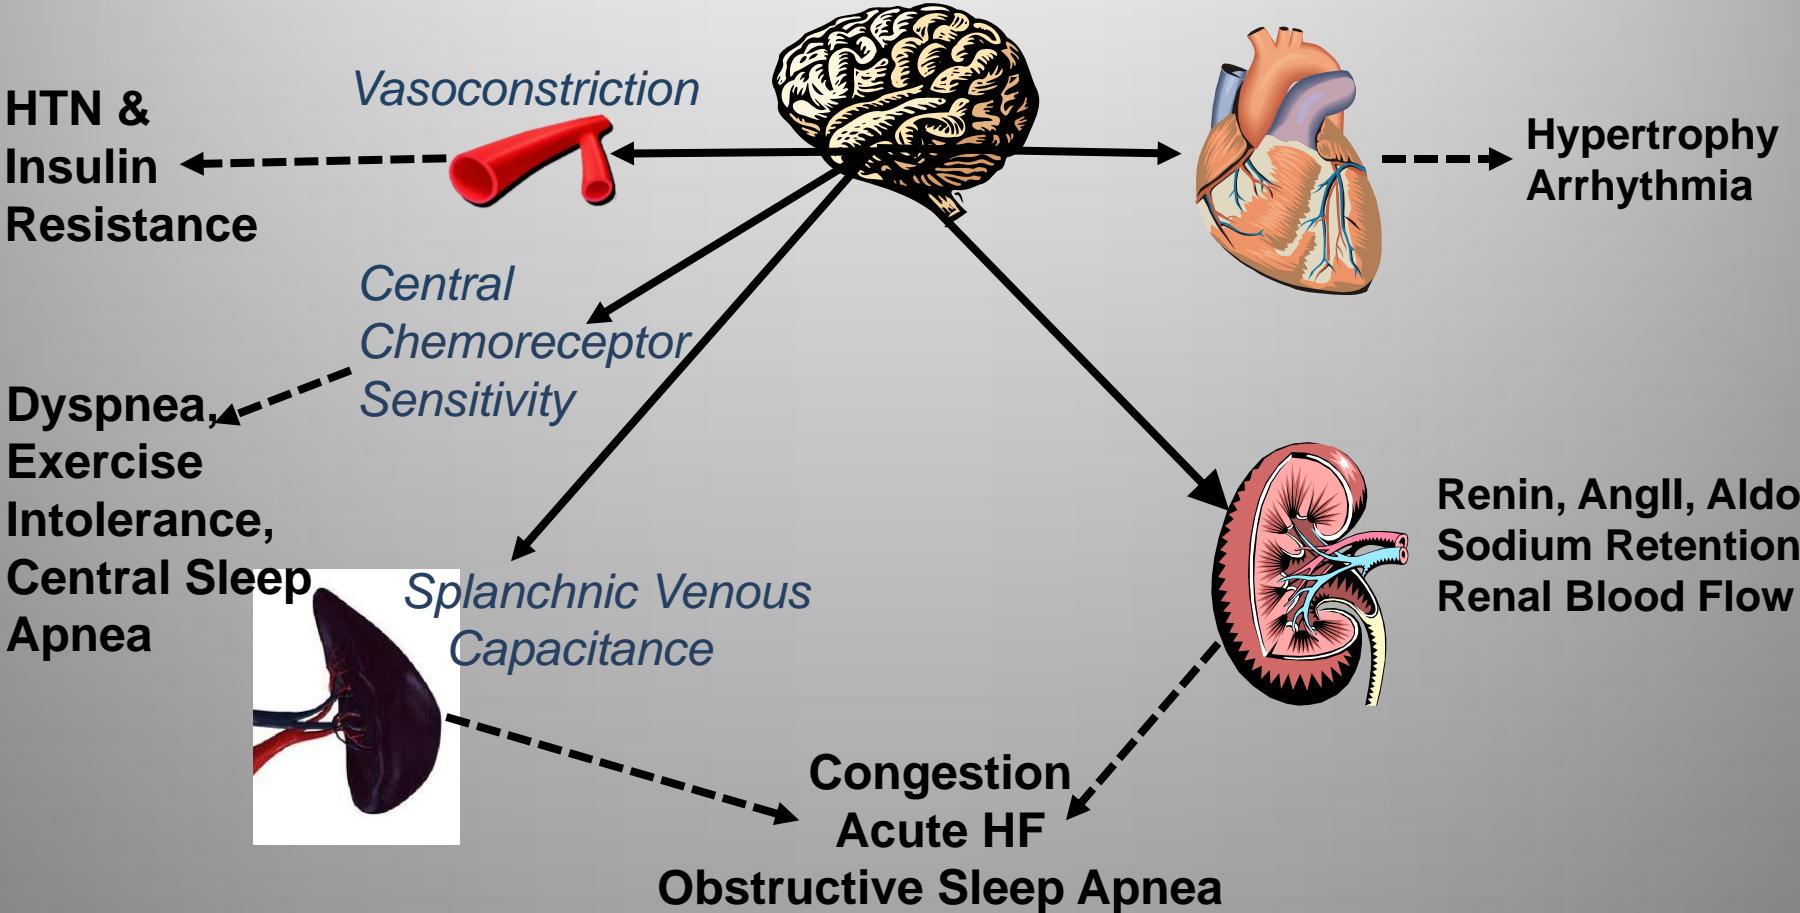 Vasoconstriction
HTN &
Insulin
Resistance
Hypertrophy
Arrhythmia
Central
Chemoreceptor
Sensitivity
Dyspnea,
Exercise
Intolerance,
Central Sleep
Apnea
Renin, AngII, Aldo
Sodium Retention
Renal Blood Flow
Splanchnic Venous
Capacitance
Congestion
Acute HF
Obstructive Sleep Apnea